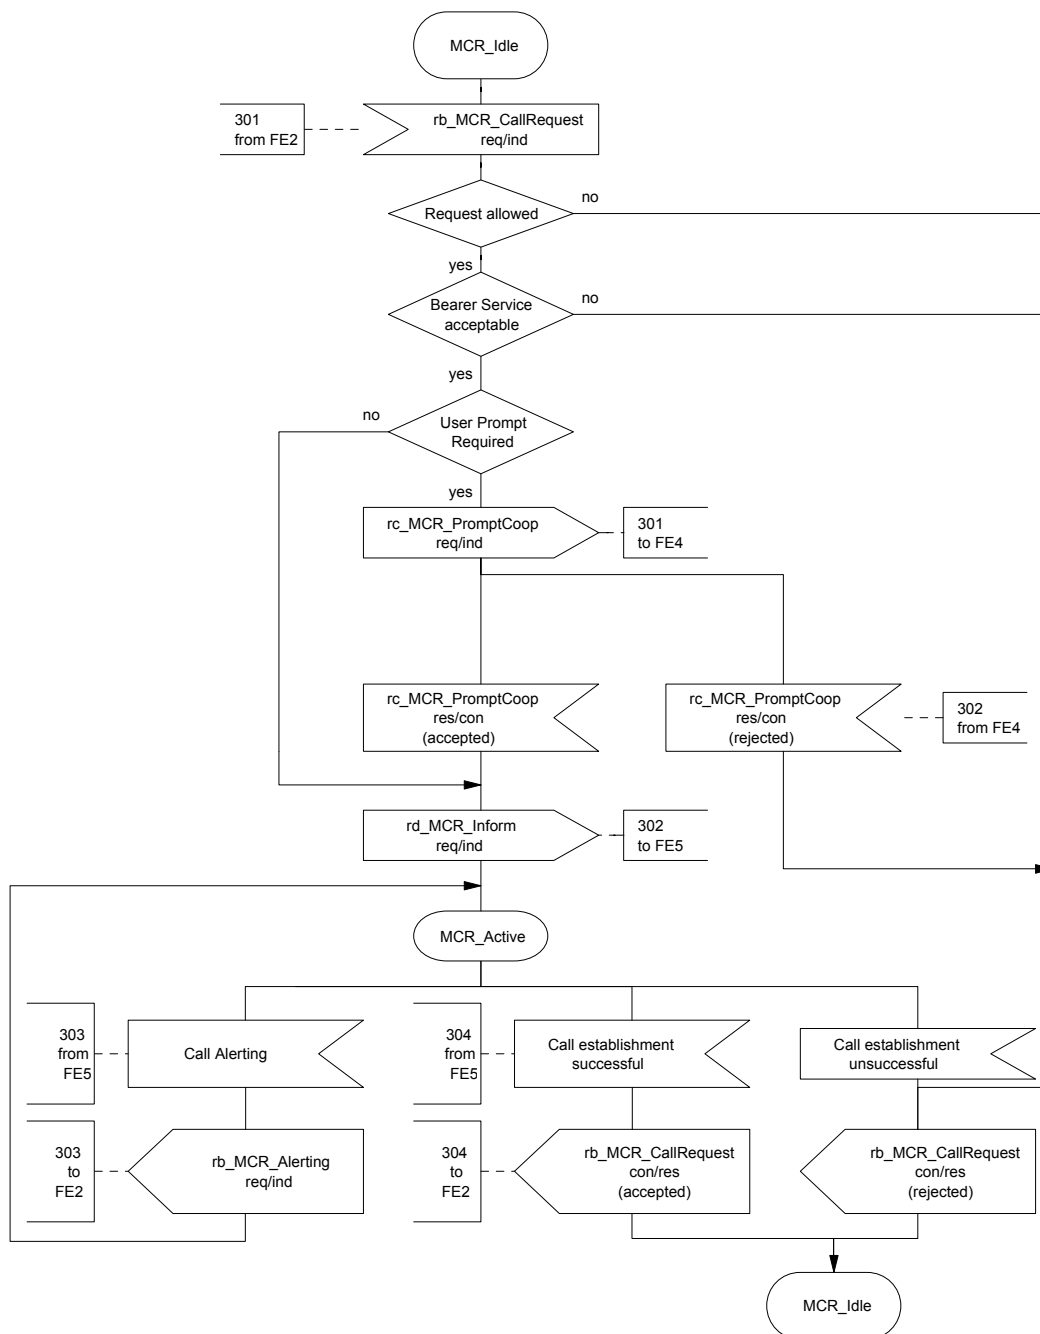 MCR_Idle
301
from FE2
rb_MCR_CallRequest
req/ind
Request allowed
no
yes
Bearer Service
acceptable
no
yes
no
User Prompt
Required
yes
rc_MCR_PromptCoop
req/ind
301
to FE4
rc_MCR_PromptCoop
res/con
(accepted)
rc_MCR_PromptCoop
res/con
(rejected)
302
from FE4
rd_MCR_Inform
req/ind
302
to FE5
MCR_Active
303
from
FE5
Call Alerting
304
from
FE5
Call establishment
successful
Call establishment
unsuccessful
303
to
FE2
rb_MCR_Alerting
req/ind
304
to
FE2
rb_MCR_CallRequest
con/res
(accepted)
rb_MCR_CallRequest
con/res
(rejected)
MCR_Idle